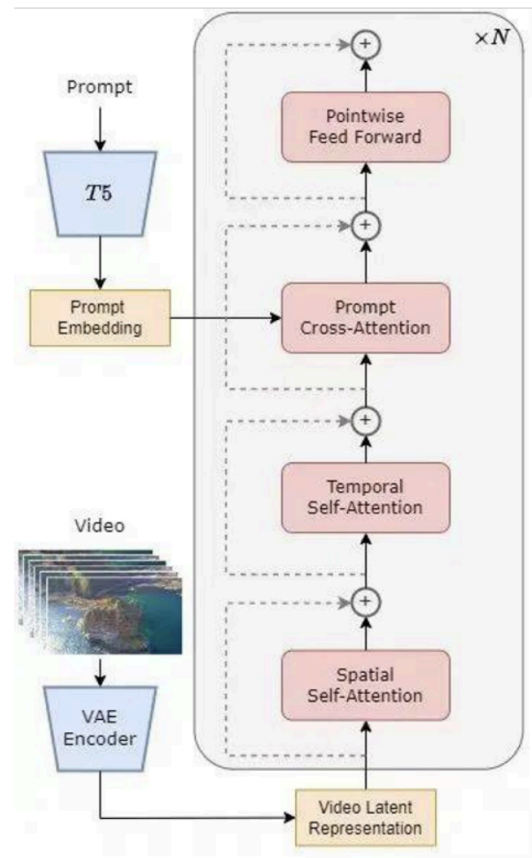 ×N
Prompt
Pointwise
Feed Forward
T5
Prompt
Embedding
Prompt
Cross-Attention
Temporal
Self-Attention
Video
Spatial
Self-Attention
VAE
Encoder
Video Latent
Representation